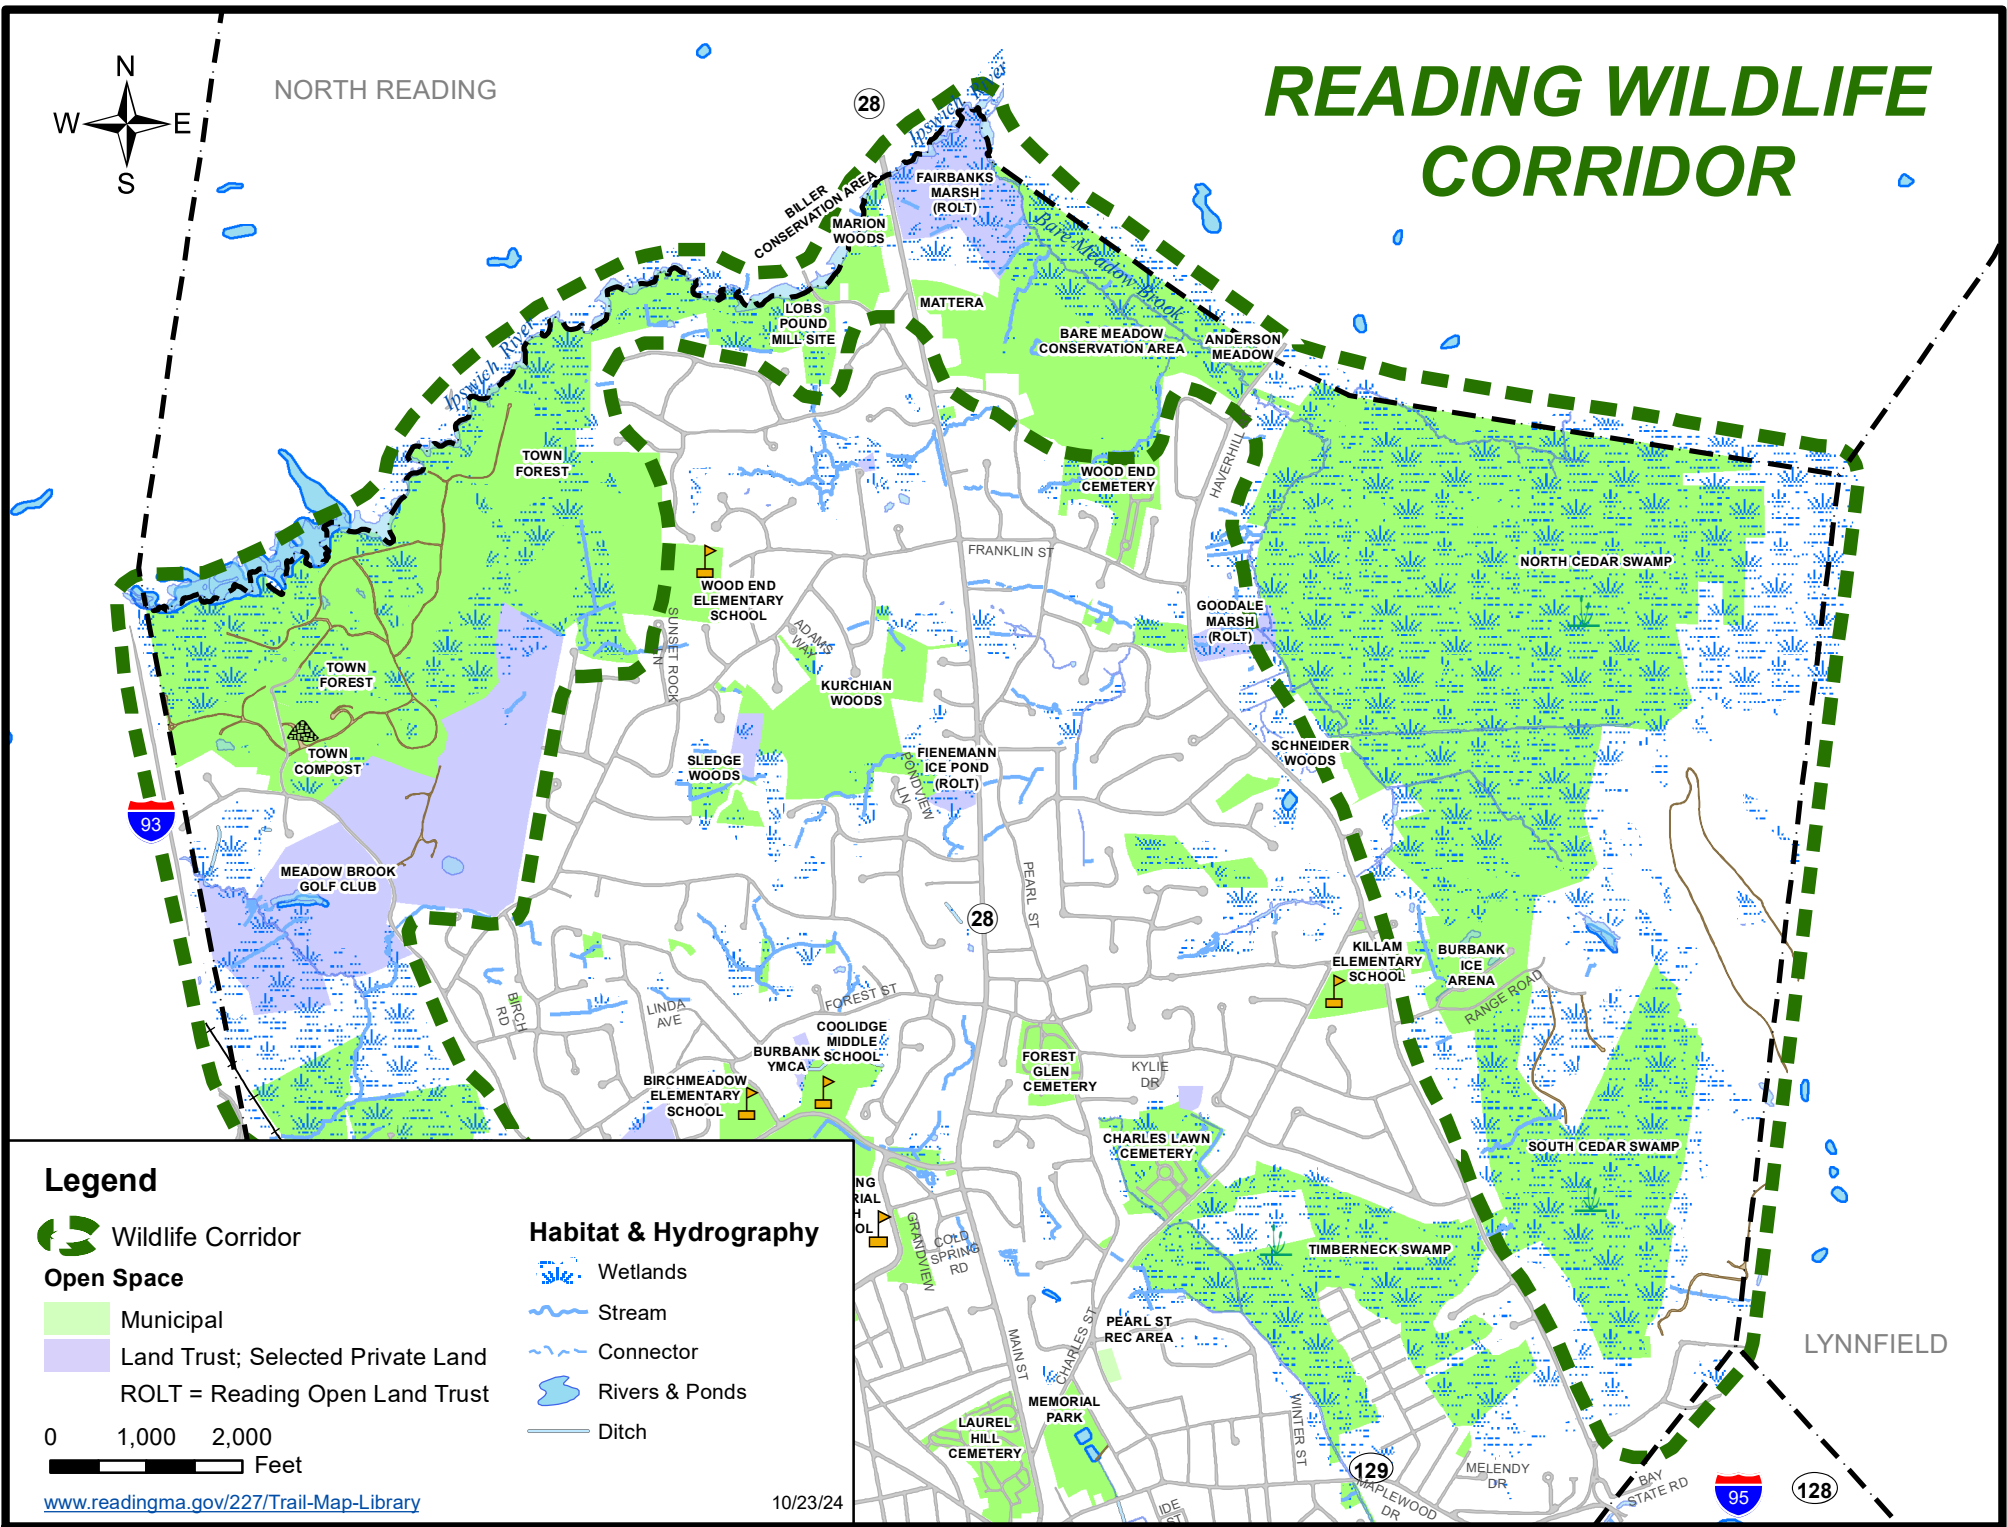 READING WILDLIFE
CORRIDOR
N
W
E
S
NORTH READING
28
Ipswich River
BILLER
CONSERVATION AREA
FAIRBANKS
MARSH
(ROLT)
MARION
WOODS
Bare Meadow Brook
MATTERA
LOBS
POUND
MILL SITE
BARE MEADOW
CONSERVATION AREA
ANDERSON
MEADOW
Ipswich River
TOWN
FOREST
WOOD END
CEMETERY
HAVERHILL
FRANKLIN ST
NORTH CEDAR SWAMP
WOOD END
ELEMENTARY
SCHOOL
GOODALE
MARSH
(ROLT)
SUNSET ROCK
LN
ADAMS
WAY
TOWN
FOREST
KURCHIAN
WOODS
TOWN
COMPOST
SLEDGE
WOODS
FIENEMANN
ICE POND
(ROLT)
PONDVIEW
LN
SCHNEIDER
WOODS
93
MEADOW BROOK
GOLF CLUB
PEARL ST
28
KILLAM
ELEMENTARY
SCHOOL
BURBANK
ICE
ARENA
RANGE ROAD
BIRCH
RD
LINDA
AVE
FOREST ST
COOLIDGE
MIDDLE
SCHOOL
BURBANK
YMCA
FOREST
GLEN
CEMETERY
KYLIE
DR
BIRCHMEADOW
ELEMENTARY
SCHOOL
CHARLES LAWN
CEMETERY
SOUTH CEDAR SWAMP
NG
RIAL
H
OL
GRANDVIEW
COLD
SPRING
RD
TIMBERNECK SWAMP
PEARL ST
REC AREA
MAIN ST
CHARLES ST
LYNNFIELD
MEMORIAL
PARK
LAUREL
HILL
CEMETERY
WINTER ST
129
MAPLEWOOD
DR
MELENDY
DR
BAY
STATE RD
IDE
95
128
Legend
Wildlife Corridor
Open Space
Municipal
Land Trust; Selected Private Land
ROLT = Reading Open Land Trust
0 1,000 2,000
Feet
www.readingma.gov/227/Trail-Map-Library
Habitat & Hydrography
Wetlands
Stream
Connector
Rivers & Ponds
Ditch
10/23/24